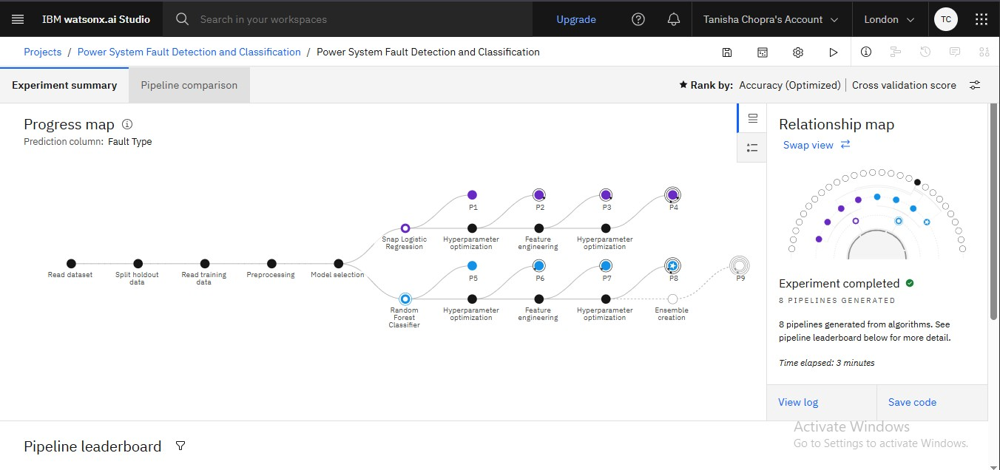 IBM watsonx.ai Studio
Search in your workspaces
Upgrade
Tanisha Chopra's Account
London
TC
Projects / Power System Fault Detection and Classification / Power System Fault Detection and Classification
Experiment summary
Pipeline comparison
Rank by: Accuracy (Optimized) | Cross validation score
Progress map
Prediction column: Fault Type
P1
P2
P3
P4
Snap Logistic
Regression
Hyperparameter
optimization
Feature
engineering
Hyperparameter
optimization
Read dataset
Split holdout
data
Read training
data
Preprocessing
Model selection
P5
P6
P7
P8
P9
Random
Forest
Classifier
Hyperparameter
optimization
Feature
engineering
Hyperparameter
optimization
Ensemble
creation
Relationship map
Swap view
Experiment completed
8 PIPELINES GENERATED
8 pipelines generated from algorithms. See
pipeline leaderboard below for more detail.
Time elapsed: 3 minutes
View log
Save code
Activate Windows
Go to Settings to activate Windows.
Pipeline leaderboard